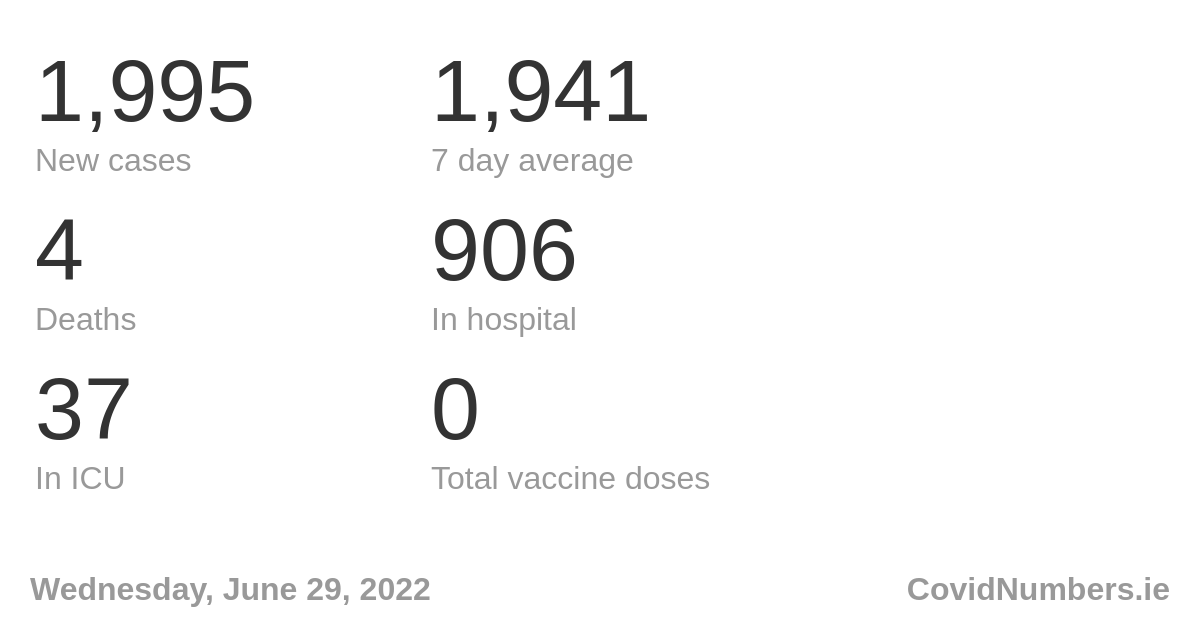 1,995
New cases
1,941
7 day average
4
Deaths
906
In hospital
37
In ICU
0
Total vaccine doses
Wednesday, June 29, 2022
CovidNumbers.ie